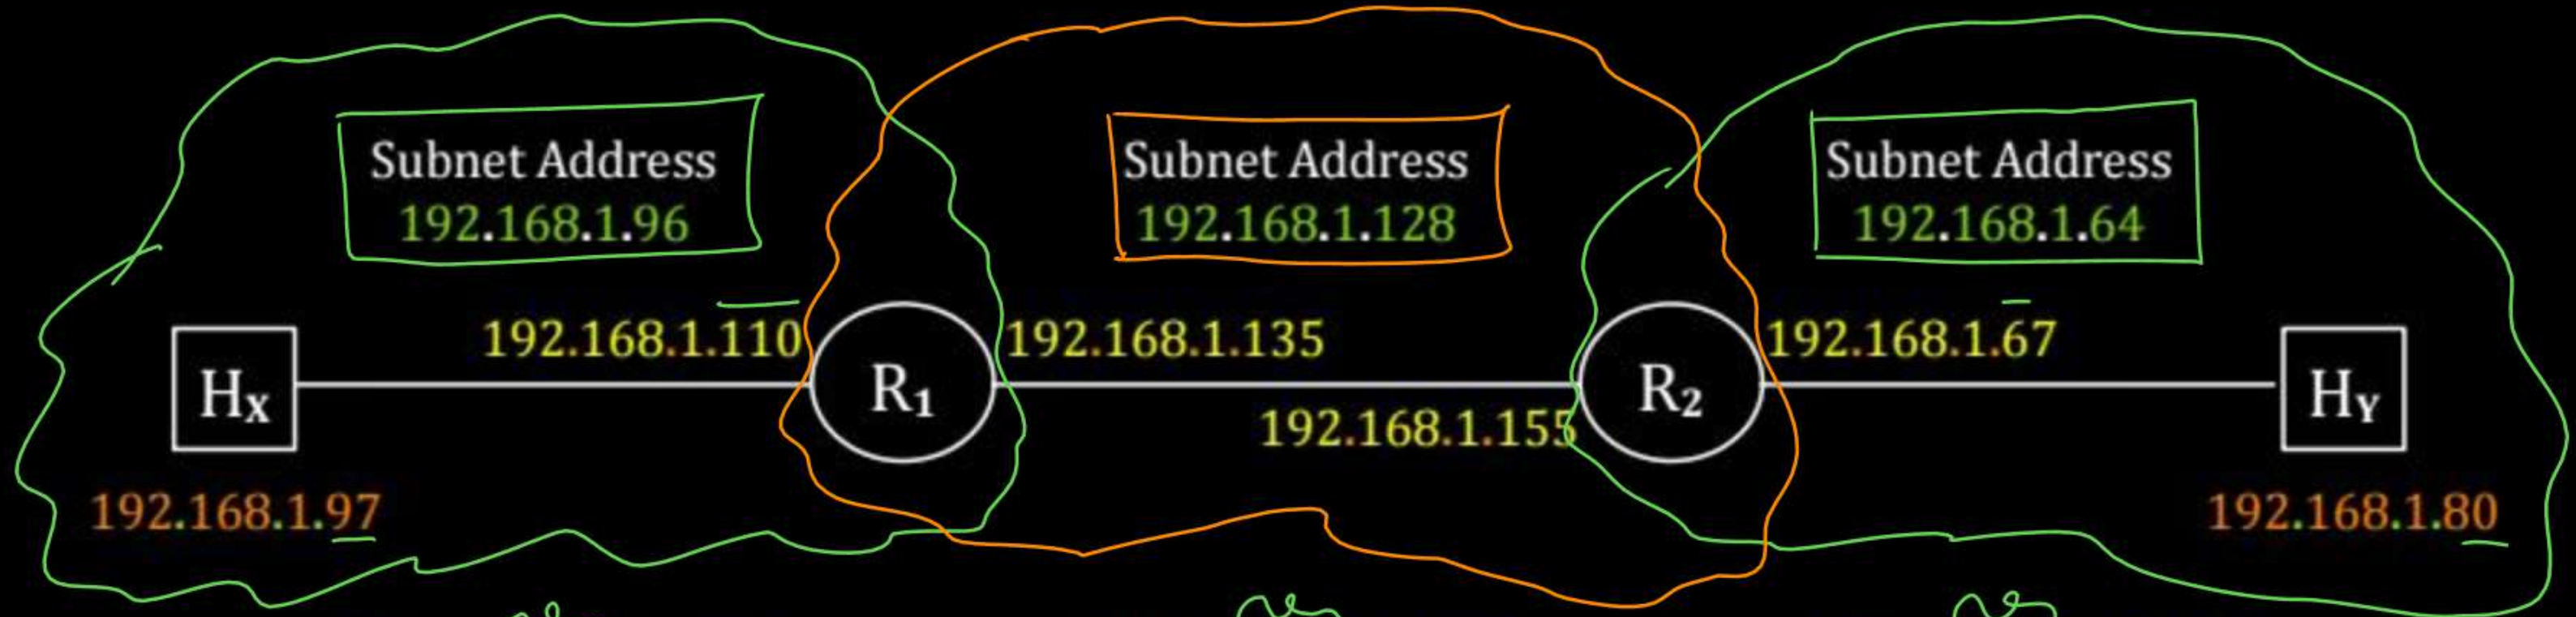 Subnet Address
192.168.1.96
Subnet Address
192.168.1.128
Subnet Address
192.168.1.64
192.168.1.110
192.168.1.135
192.168.1.67
HX
R1
R2
HY
192.168.1.155
192.168.1.97
192.168.1.80